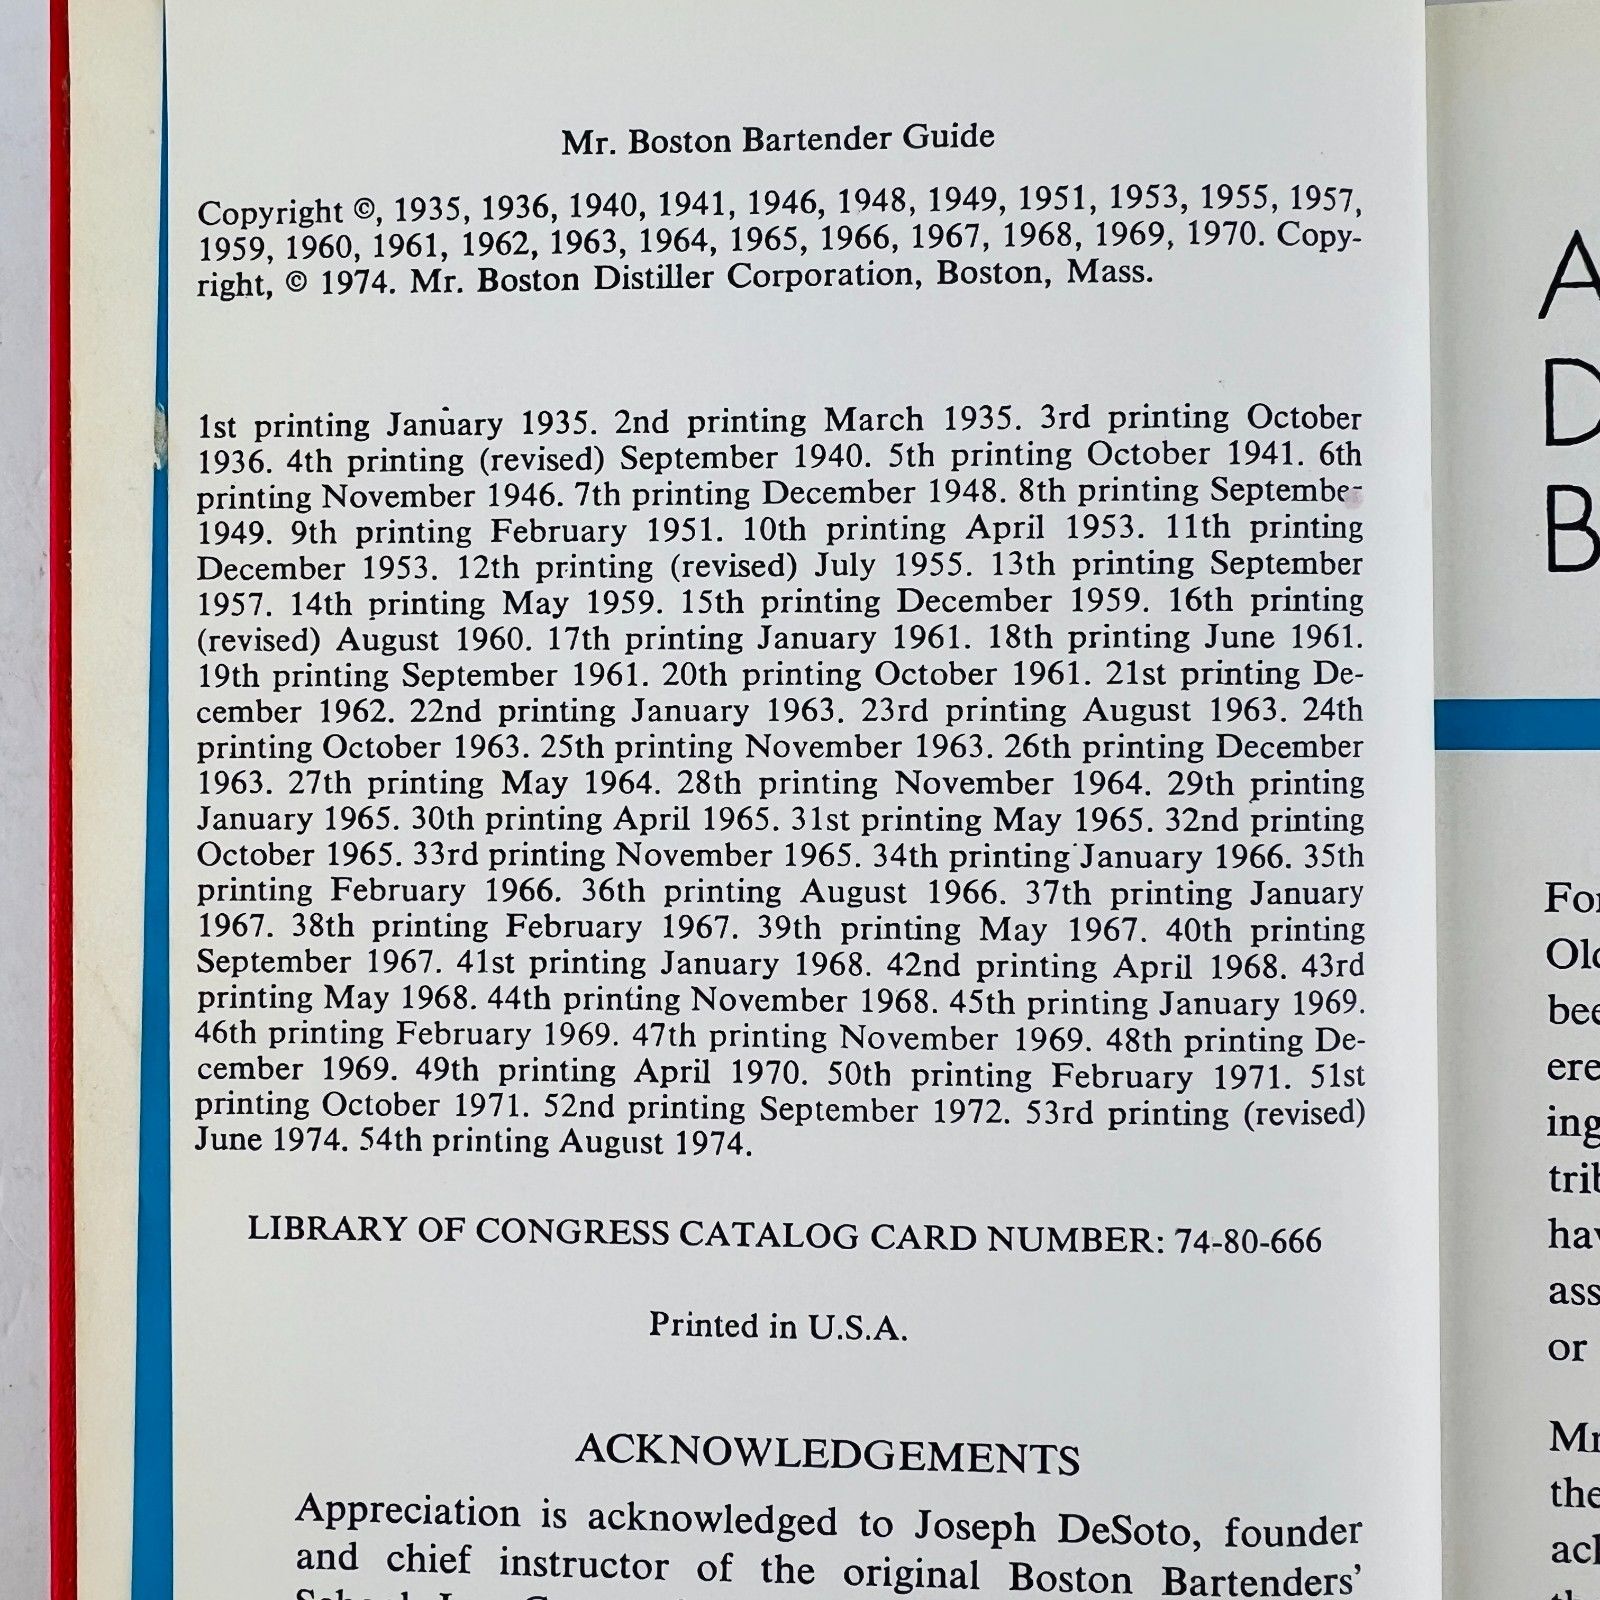 Mr. Boston Bartender Guide
Copyright ©, 1935, 1936, 1940, 1941, 1946, 1948, 1949, 1951, 1953, 1955, 1957,
1959, 1960, 1961, 1962, 1963, 1964, 1965, 1966, 1967, 1968, 1969, 1970. Copy-
right, © 1974. Mr. Boston Distiller Corporation, Boston, Mass.
1st printing January 1935. 2nd printing March 1935. 3rd printing October
1936. 4th printing (revised) September 1940. 5th printing October 1941. 6th
printing November 1946. 7th printing December 1948. 8th printing September
1949. 9th printing February 1951. 10th printing April 1953. 11th printing
December 1953. 12th printing (revised) July 1955. 13th printing September
1957. 14th printing May 1959. 15th printing December 1959. 16th printing
(revised) August 1960. 17th printing January 1961. 18th printing June 1961.
19th printing September 1961. 20th printing October 1961. 21st printing De-
cember 1962. 22nd printing January 1963. 23rd printing August 1963. 24th
printing October 1963. 25th printing November 1963. 26th printing December
1963. 27th printing May 1964. 28th printing November 1964. 29th printing
January 1965. 30th printing April 1965. 31st printing May 1965. 32nd printing
October 1965. 33rd printing November 1965. 34th printing January 1966. 35th
printing February 1966. 36th printing August 1966. 37th printing January
1967. 38th printing February 1967. 39th printing May 1967. 40th printing
September 1967. 41st printing January 1968. 42nd printing April 1968. 43rd
printing May 1968. 44th printing November 1968. 45th printing January 1969.
46th printing February 1969. 47th printing November 1969. 48th printing De-
cember 1969. 49th printing April 1970. 50th printing February 1971. 51st
printing October 1971. 52nd printing September 1972. 53rd printing (revised)
June 1974. 54th printing August 1974.
LIBRARY OF CONGRESS CATALOG CARD NUMBER: 74-80-666
Printed in U.S.A.
ACKNOWLEDGEMENTS
Appreciation is acknowledged to Joseph DeSoto, founder
and chief instructor of the original Boston Bartenders'
A
D
B
For
Old
bee
ere
ing
trib
hav
ass
or
Mr
the
ack